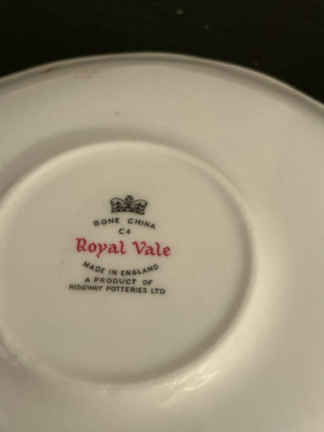 BONE CHINA
C4
Royal Vale
MADE IN ENGLAND
A PRODUCT OF
RIDGWAY POTTERIES LTD